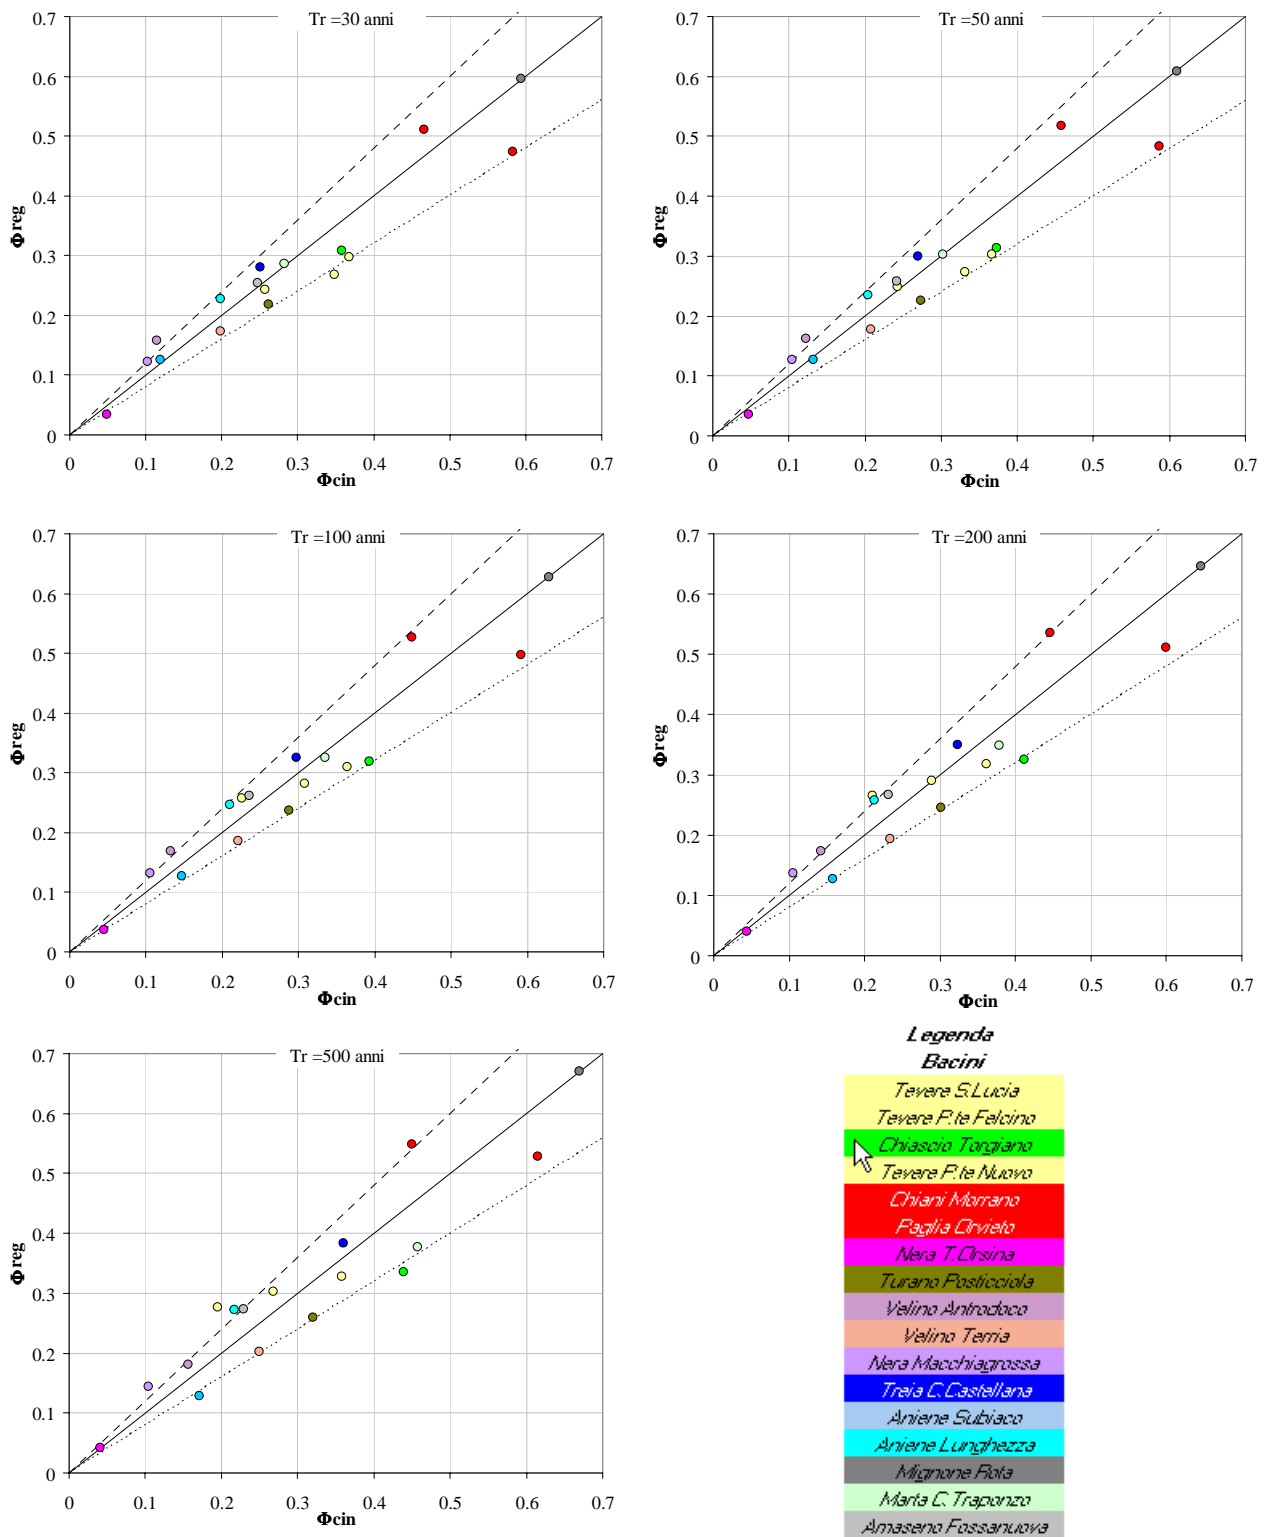 Tr =30 anni
0.7
0.6
0.5
0.4
0.3
0.2
0.1
0
Φreg
0 0.1 0.2 0.3 0.4 0.5 0.6 0.7
Φcin
Tr =50 anni
0.7
0.6
0.5
0.4
0.3
0.2
0.1
0
Φreg
0 0.1 0.2 0.3 0.4 0.5 0.6 0.7
Φcin
Tr =100 anni
0.7
0.6
0.5
0.4
0.3
0.2
0.1
0
Φreg
0 0.1 0.2 0.3 0.4 0.5 0.6 0.7
Φcin
Tr =200 anni
0.7
0.6
0.5
0.4
0.3
0.2
0.1
0
Φreg
0 0.1 0.2 0.3 0.4 0.5 0.6 0.7
Φcin
Tr =500 anni
0.7
0.6
0.5
0.4
0.3
0.2
0.1
0
Φreg
0 0.1 0.2 0.3 0.4 0.5 0.6 0.7
Φcin
Legenda
Bacini
Tevere S.Lucia
Tevere P.te Felcino
Chiascio Torgiano
Tevere P.te Nuovo
Chiani Morrano
Paglia Orvieto
Nera T.Orsina
Turano Posticciola
Velino Antrodoco
Velino Terria
Nera Macchiagrossa
Treia C.Castellana
Aniene Subiaco
Aniene Lunghezza
Mignone Rota
Marta C.Traponzo
Amaseno Fossanuova